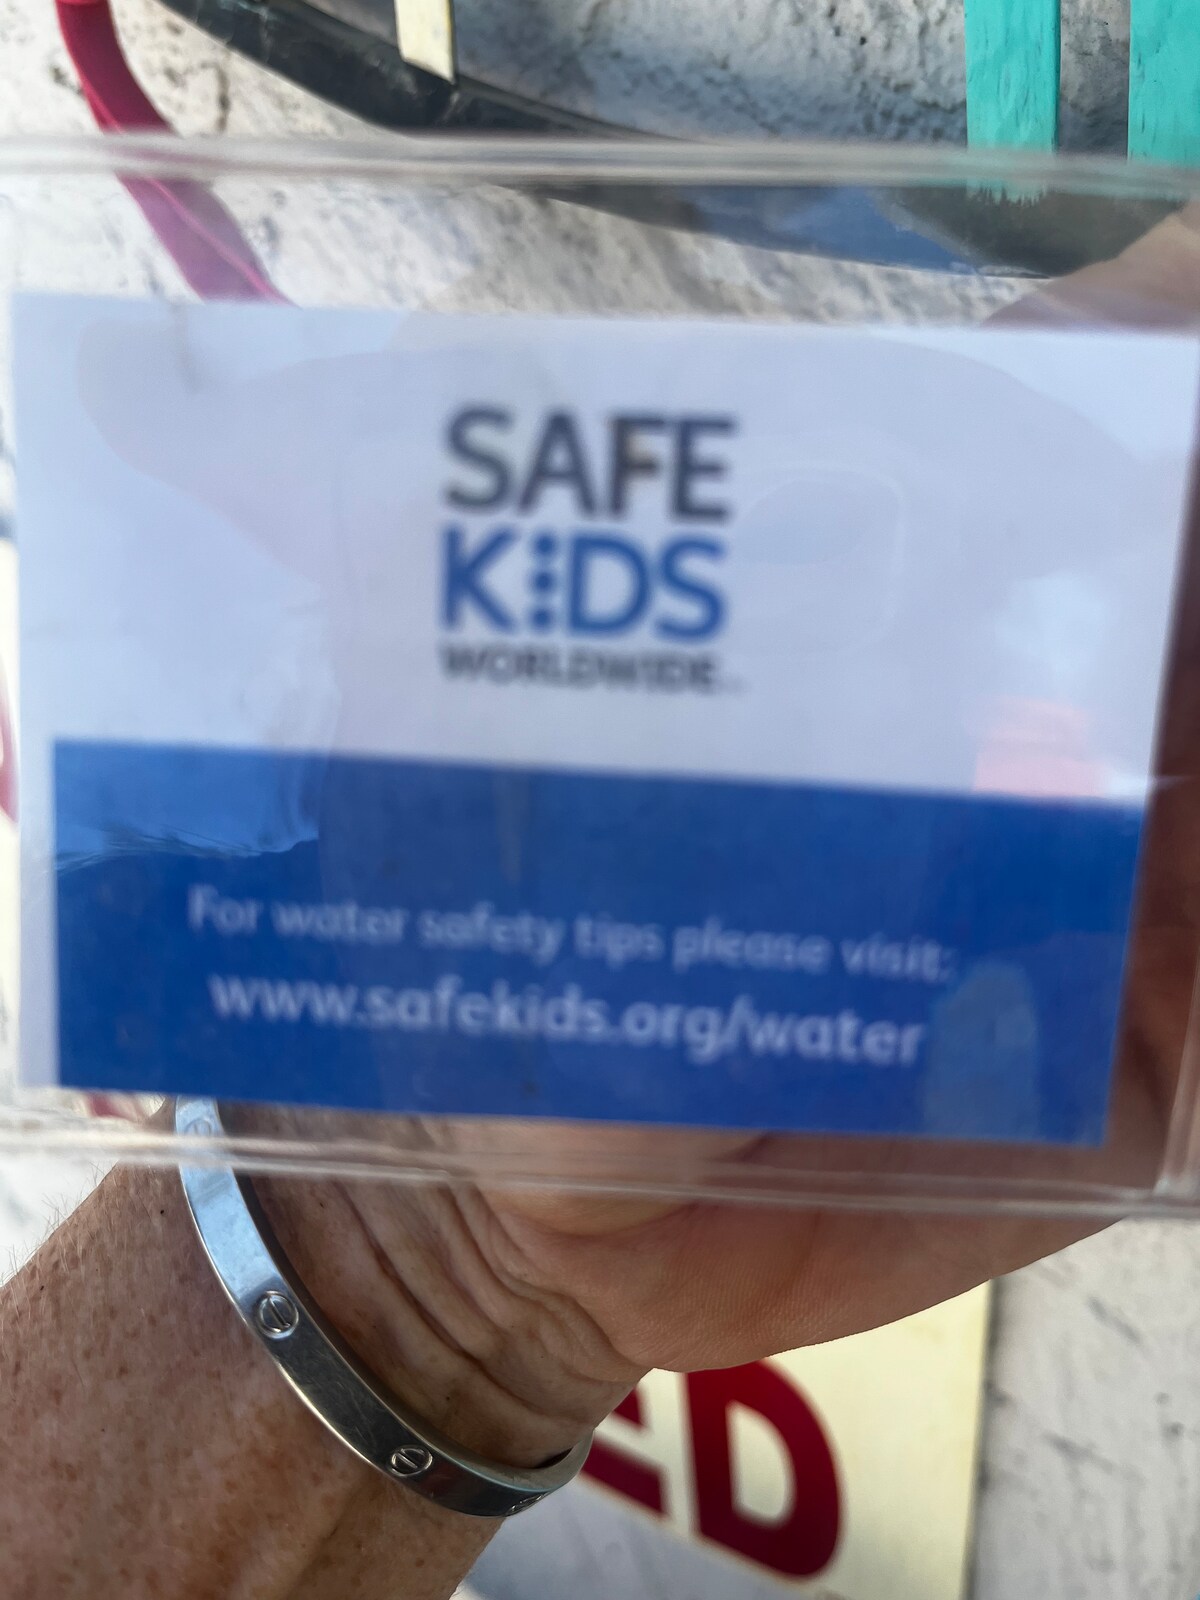 SAFE
KIDS
WORLDWIDE
For water safety tips please visit:
www.safekids.org/water